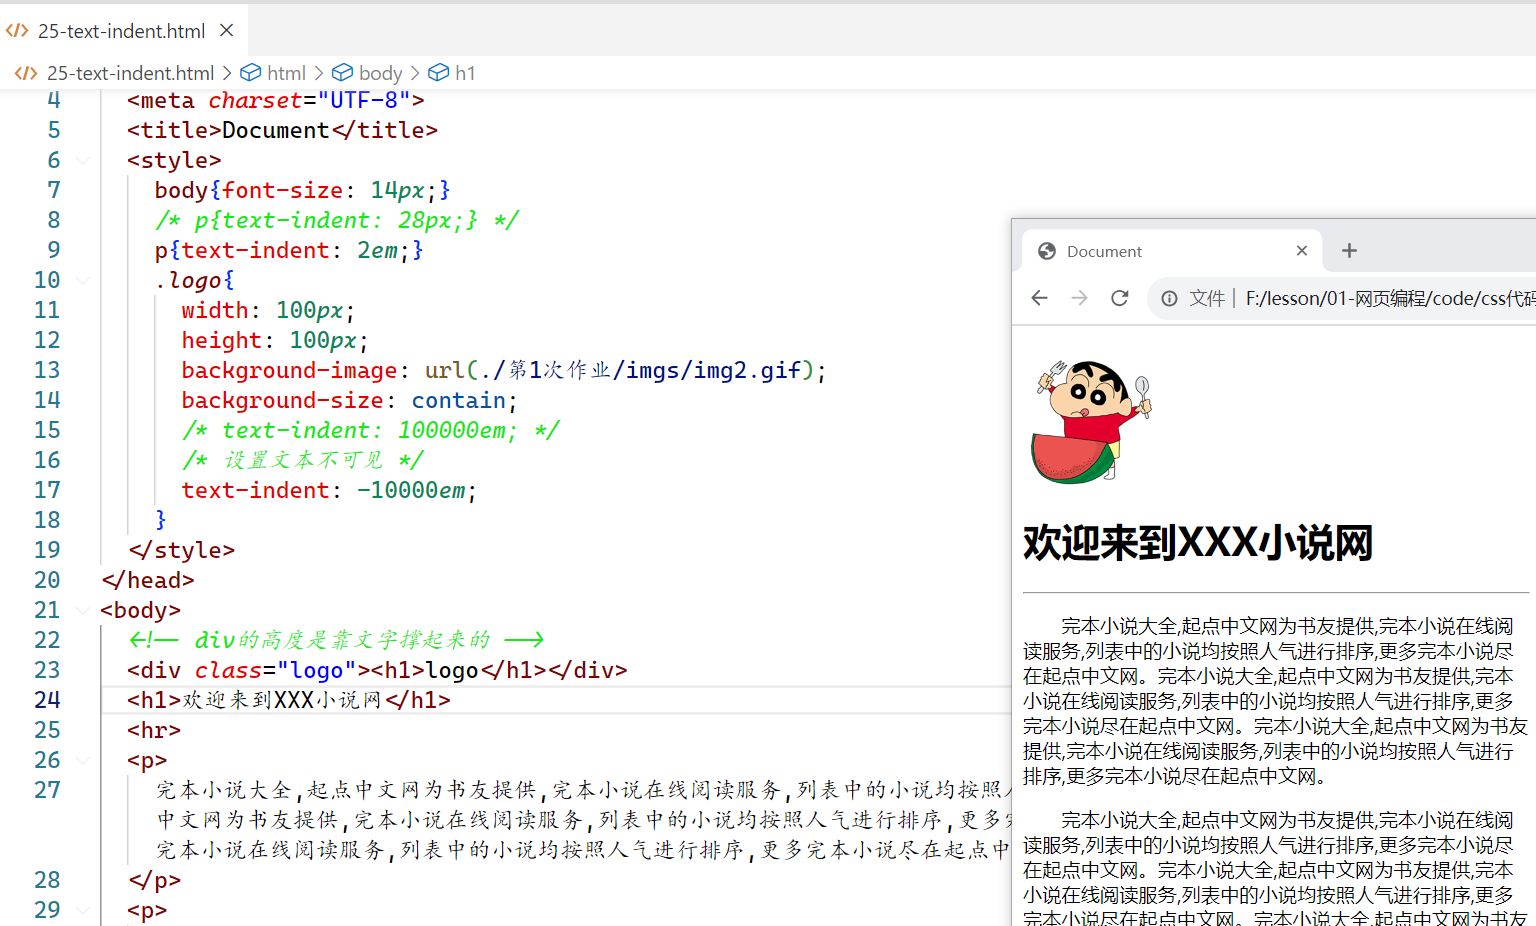 25-text-indent.html
25-text-indent.html > html > body > h1
4 <meta charset="UTF-8">
5 <title>Document</title>
6 <style>
7 body{font-size: 14px;}
8 /* p{text-indent: 28px;} */
9 p{text-indent: 2em;}
10 .logo{
11 width: 100px;
12 height: 100px;
13 background-image: url(./第1次作业/imgs/img2.gif);
14 background-size: contain;
15 /* text-indent: 100000em; */
16 /* 设置文本不可见 */
17 text-indent: -10000em;
18 }
19 </style>
20 </head>
21 <body>
22 <!-- div的高度是靠文字撑起来的 -->
23 <div class="logo"><h1>logo</h1></div>
24 <h1>欢迎来到XXX小说网</h1>
25 <hr>
26 <p>
27 完本小说大全,起点中文网为书友提供,完本小说在线阅读服务,列表中的小说均按照
中文网为书友提供,完本小说在线阅读服务,列表中的小说均按照人气进行排序,更多
完本小说在线阅读服务,列表中的小说均按照人气进行排序,更多完本小说尽在起点中
28 </p>
29 <p>
Document
文件 | F:/lesson/01-网页编程/code/css代码
欢迎来到XXX小说网
完本小说大全,起点中文网为书友提供,完本小说在线阅
读服务,列表中的小说均按照人气进行排序,更多完本小说尽
在起点中文网。完本小说大全,起点中文网为书友提供,完本
小说在线阅读服务,列表中的小说均按照人气进行排序,更多
完本小说尽在起点中文网。完本小说大全,起点中文网为书友
提供,完本小说在线阅读服务,列表中的小说均按照人气进行
排序,更多完本小说尽在起点中文网。
完本小说大全,起点中文网为书友提供,完本小说在线阅
读服务,列表中的小说均按照人气进行排序,更多完本小说尽
在起点中文网。完本小说大全,起点中文网为书友提供,完本
小说在线阅读服务,列表中的小说均按照人气进行排序,更多
完本小说尽在起点中文网。完本小说大全,起点中文网为书友